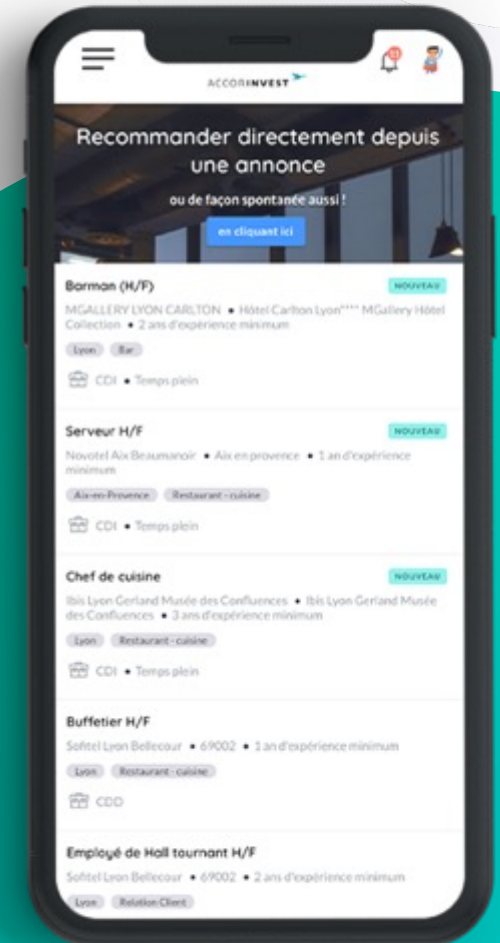 11
ACCORINVEST
Recommander directement depuis
une annonce
ou de façon spontanée aussi !
en cliquant ici
Barman (H/F)
NOUVEAU
MGALLERY LYON CARLTON • Hôtel Carlton Lyon**** MGallery Hôtel
Collection • 2 ans d'expérience minimum
Lyon
Bar
CDI • Temps plein
Serveur H/F
NOUVEAU
Novotel Aix Beaumanoir • Aix en provence • 1 an d'expérience
minimum
Aix-en-Provence
Restaurant - cuisine
CDI • Temps plein
Chef de cuisine
NOUVEAU
Ibis Lyon Gerland Musée des Confluences • Ibis Lyon Gerland Musée
des Confluences • 3 ans d'expérience minimum
Lyon
Restaurant - cuisine
CDI • Temps plein
Buffetier H/F
Sofitel Lyon Bellecour • 69002 • 1 an d'expérience minimum
Lyon
Restaurant - cuisine
CDD
Employé de Hall tournant H/F
Sofitel Lyon Bellecour • 69002 • 2 ans d'expérience minimum
Lyon
Relation Client